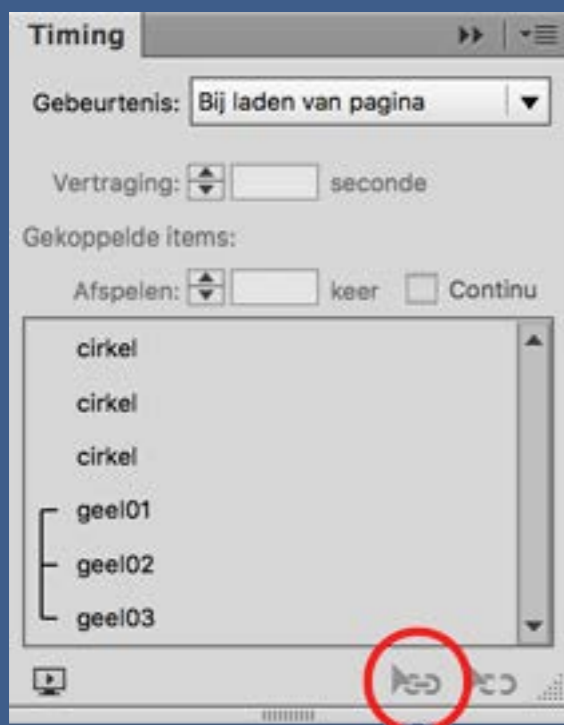 Timing
Gebeurtenis: Bij laden van pagina
Vertraging: seconde
Gekoppelde items:
Afspelen: keer Continu
cirkel
cirkel
cirkel
geel01
geel02
geel03